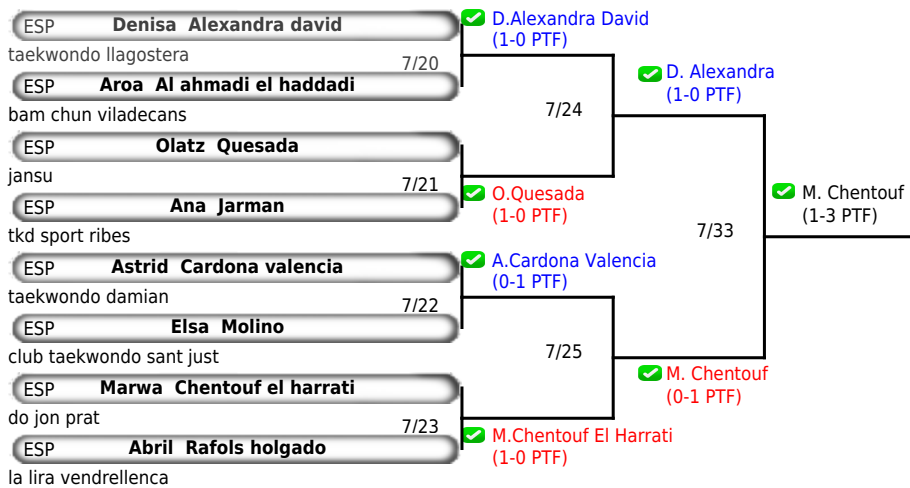 ESP Denisa Alexandra david
D.Alexandra David
(1-0 PTF)
taekwondo llagostera
7/20
D. Alexandra
(1-0 PTF)
ESP Aroa Al ahmadi el haddadi
bam chun viladecans
7/24
ESP Olatz Quesada
jansu
7/21
M. Chentouf
(1-3 PTF)
O.Quesada
(1-0 PTF)
ESP Ana Jarman
tkd sport ribes
7/33
ESP Astrid Cardona valencia
A.Cardona Valencia
(0-1 PTF)
taekwondo damian
7/22
ESP Elsa Molino
club taekwondo sant just
7/25
M. Chentouf
(0-1 PTF)
ESP Marwa Chentouf el harrati
do jon prat
7/23
M.Chentouf El Harrati
(1-0 PTF)
ESP Abril Rafols holgado
la lira vendrellenca